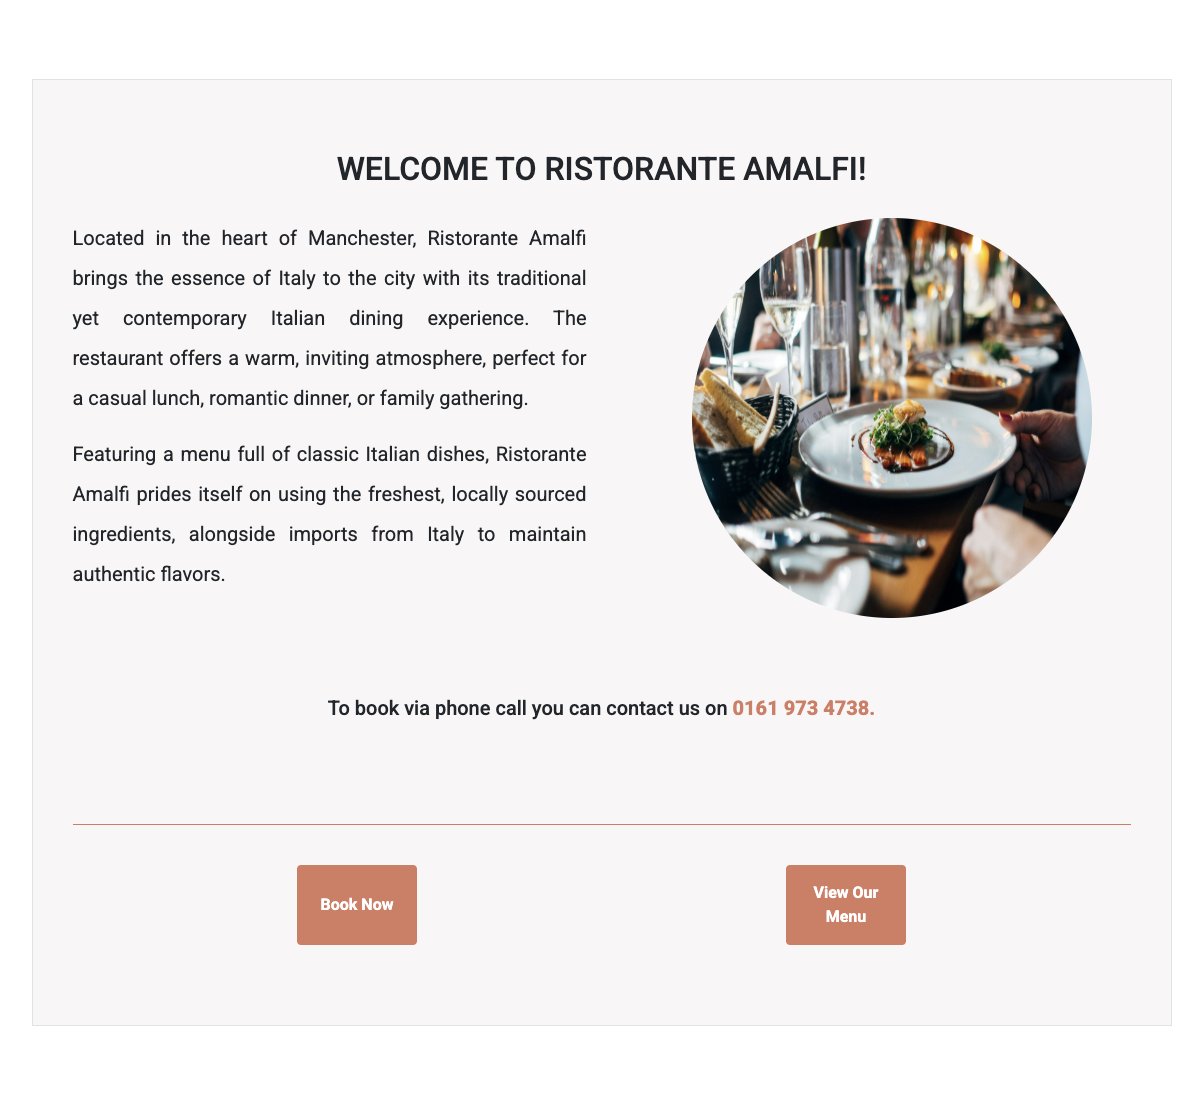 WELCOME TO RISTORANTE AMALFI!
Located in the heart of Manchester, Ristorante Amalfi
brings the essence of Italy to the city with its traditional
yet contemporary Italian dining experience. The
restaurant offers a warm, inviting atmosphere, perfect for
a casual lunch, romantic dinner, or family gathering.
Featuring a menu full of classic Italian dishes, Ristorante
Amalfi prides itself on using the freshest, locally sourced
ingredients, alongside imports from Italy to maintain
authentic flavors.
To book via phone call you can contact us on 0161 973 4738.
Book Now
View Our
Menu